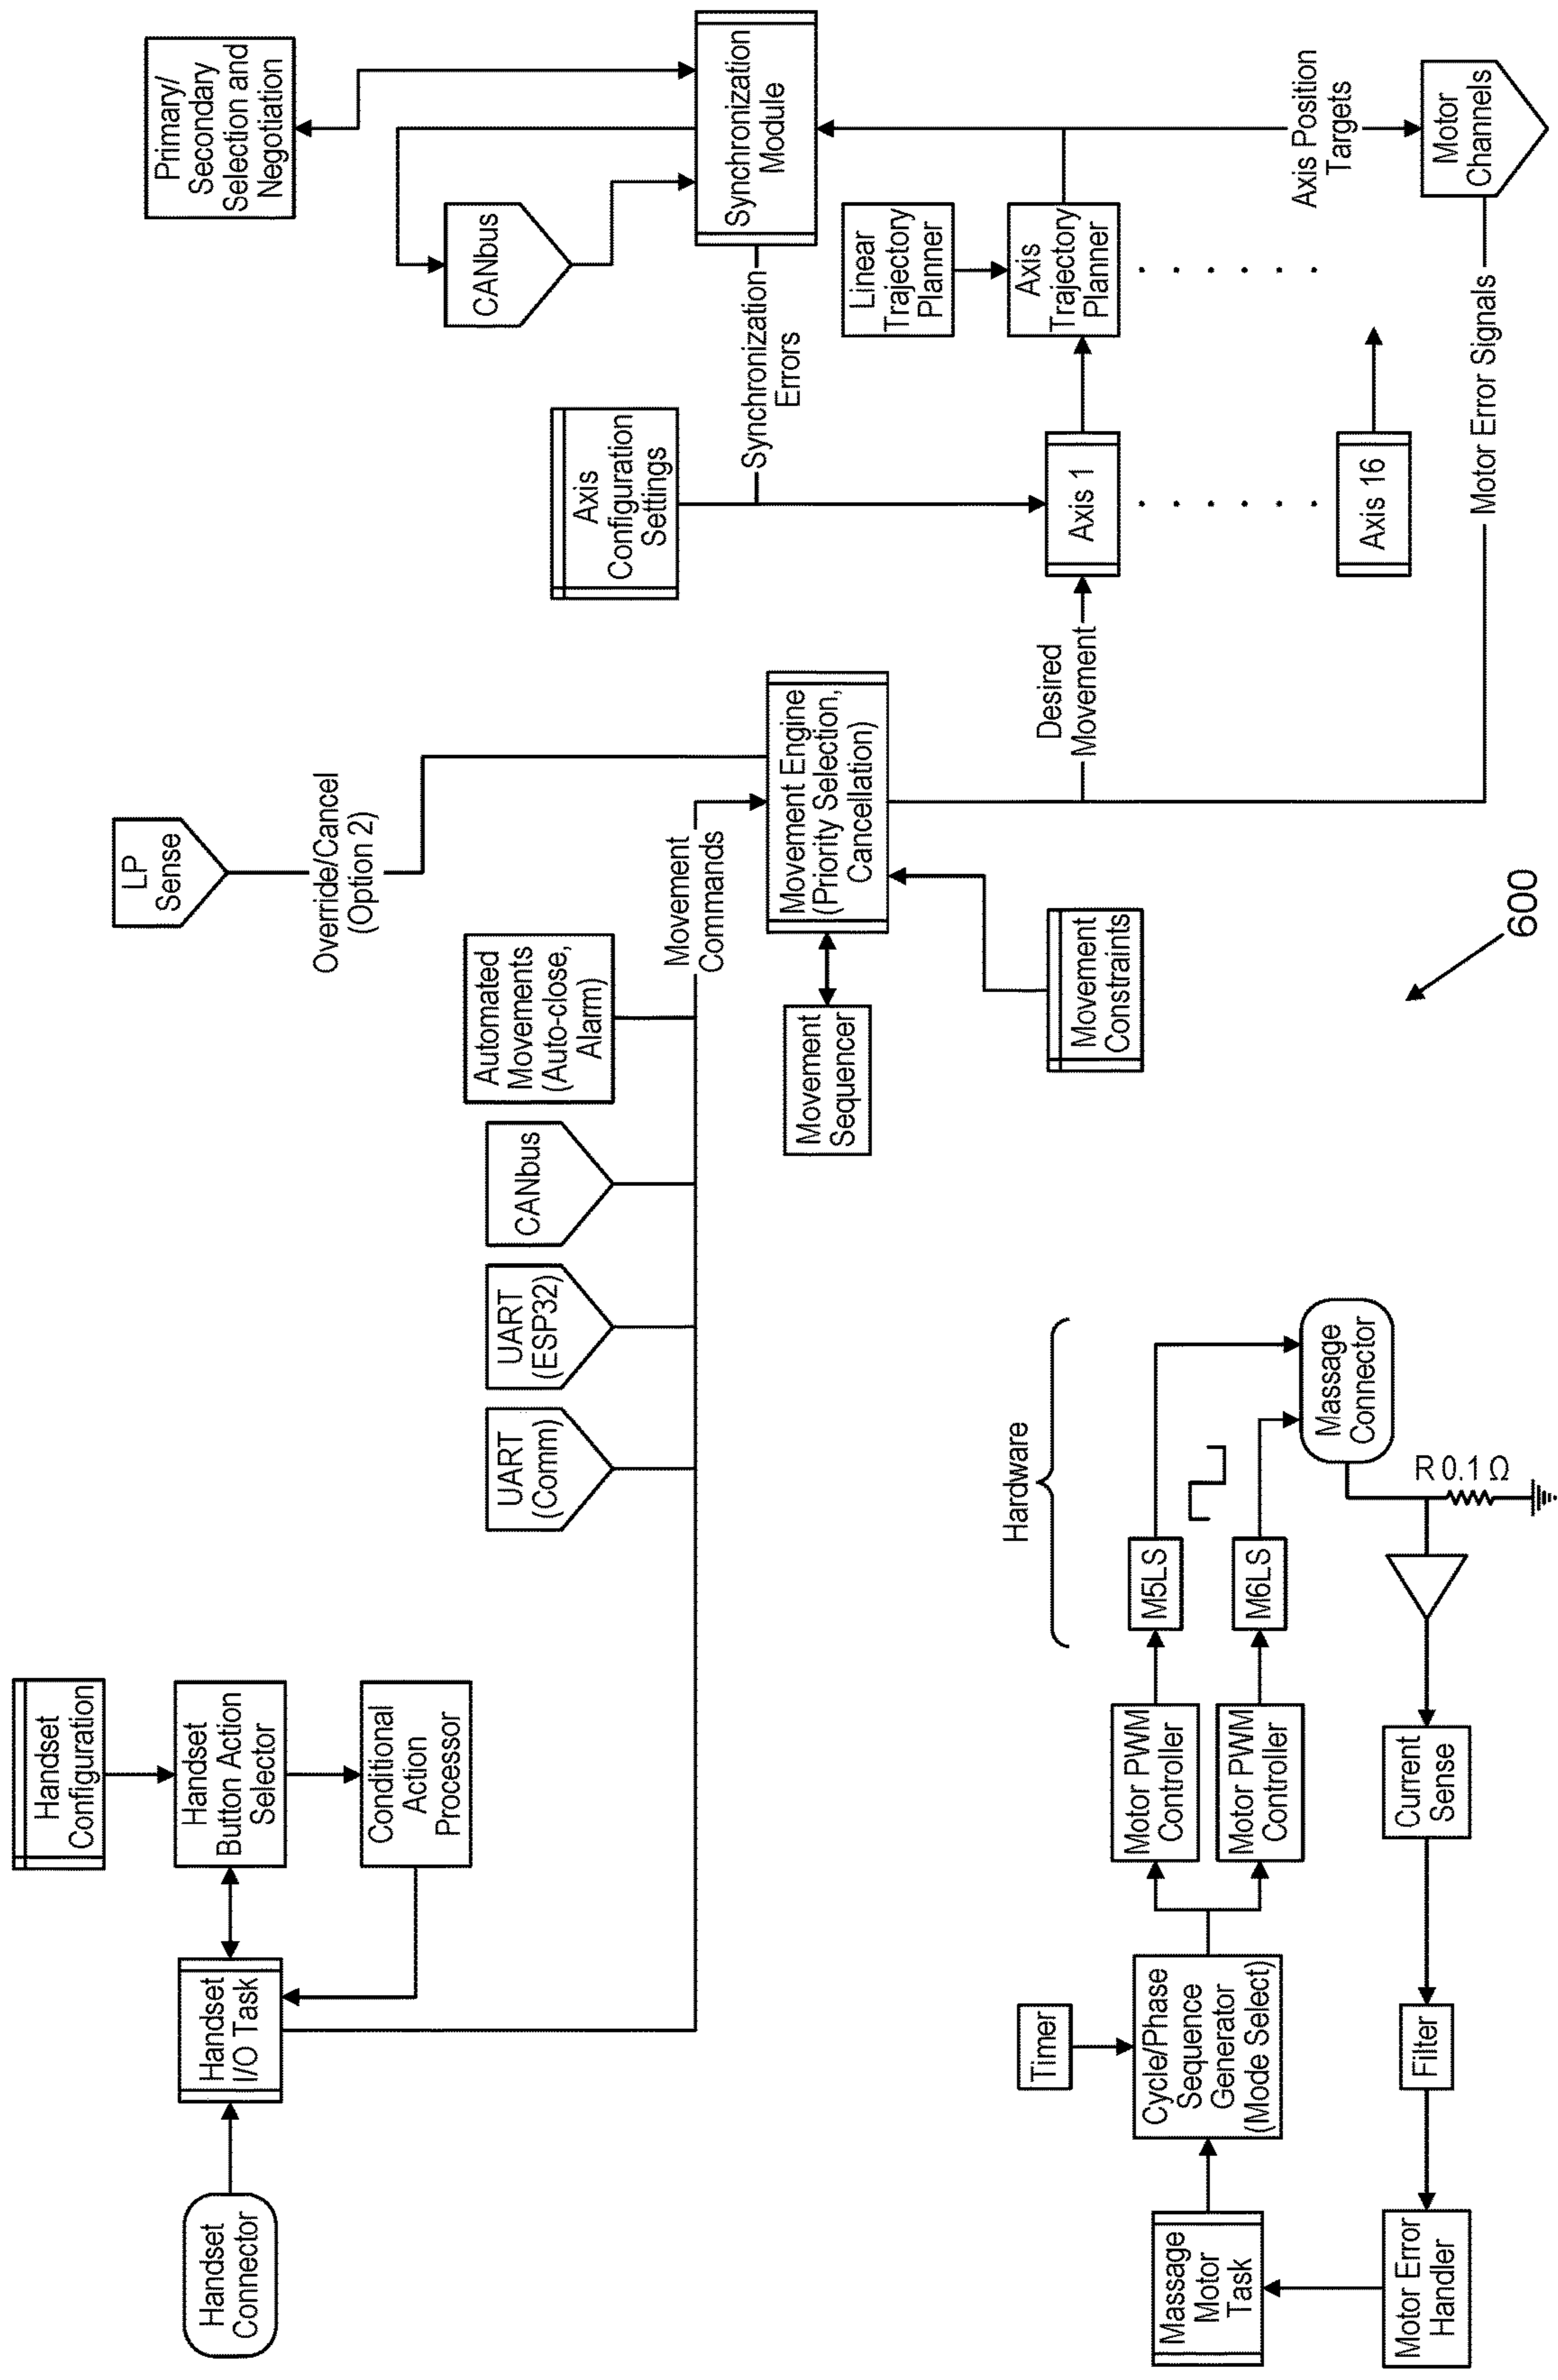 Handset
Connector
Handset
I/O Task
Handset
Configuration
Handset
Button Action
Selector
Conditional
Action
Processor
UART
(Comm)
UART
(ESP32)
CANbus
Automated
Movements
(Auto-close,
Alarm)
LP
Sense
Override/Cancel
(Option 2)
Movement
Commands
Movement
Sequencer
Movement Engine
(Priority Selection,
Cancellation)
Movement
Constraints
Desired
Movement
Primary/
Secondary
Selection and
Negotiation
CANbus
Synchronization
Module
Synchronization
Errors
Axis
Configuration
Settings
Linear
Trajectory
Planner
Axis
Trajectory
Planner
Axis 1
Axis 16
Axis Position
Targets
Motor
Channels
Motor Error Signals
600
Hardware
Timer
Massage
Motor
Task
Cycle/Phase
Sequence
Generator
(Mode Select)
Motor PWM
Controller
M5LS
Motor PWM
Controller
M6LS
Massage
Connector
R 0.1 Ω
Current
Sense
Filter
Motor Error
Handler